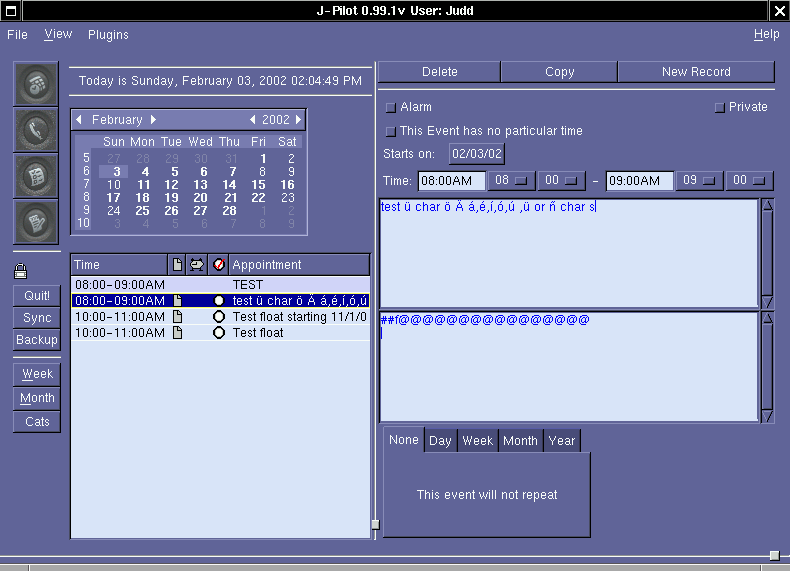 J-Pilot 0.99.1v User: Judd
File View Plugins Help
Today is Sunday, February 03, 2002 02:04:49 PM
February 2002
Sun Mon Tue Wed Thu Fri Sat
5 27 28 29 30 31 1 2
6 3 4 5 6 7 8 9
7 10 11 12 13 14 15 16
8 17 18 19 20 21 22 23
9 24 25 26 27 28 1 2
10 3 4 5 6 7 8 9
Quit!
Sync
Backup
Week
Month
Cats
Time Appointment
08:00-09:00AM TEST
08:00-09:00AM test ü char ö Ä á,é,í,ó,ú
10:00-11:00AM Test float starting 11/1/0
10:00-11:00AM Test float
Delete Copy New Record
Alarm Private
This Event has no particular time
Starts on: 02/03/02
Time: 08:00AM 08 00 - 09:00AM 09 00
test ü char ö Ä á,é,í,ó,ú ,ü or ñ char s
##f@@@@@@@@@@@@@@@@
None Day Week Month Year
This event will not repeat